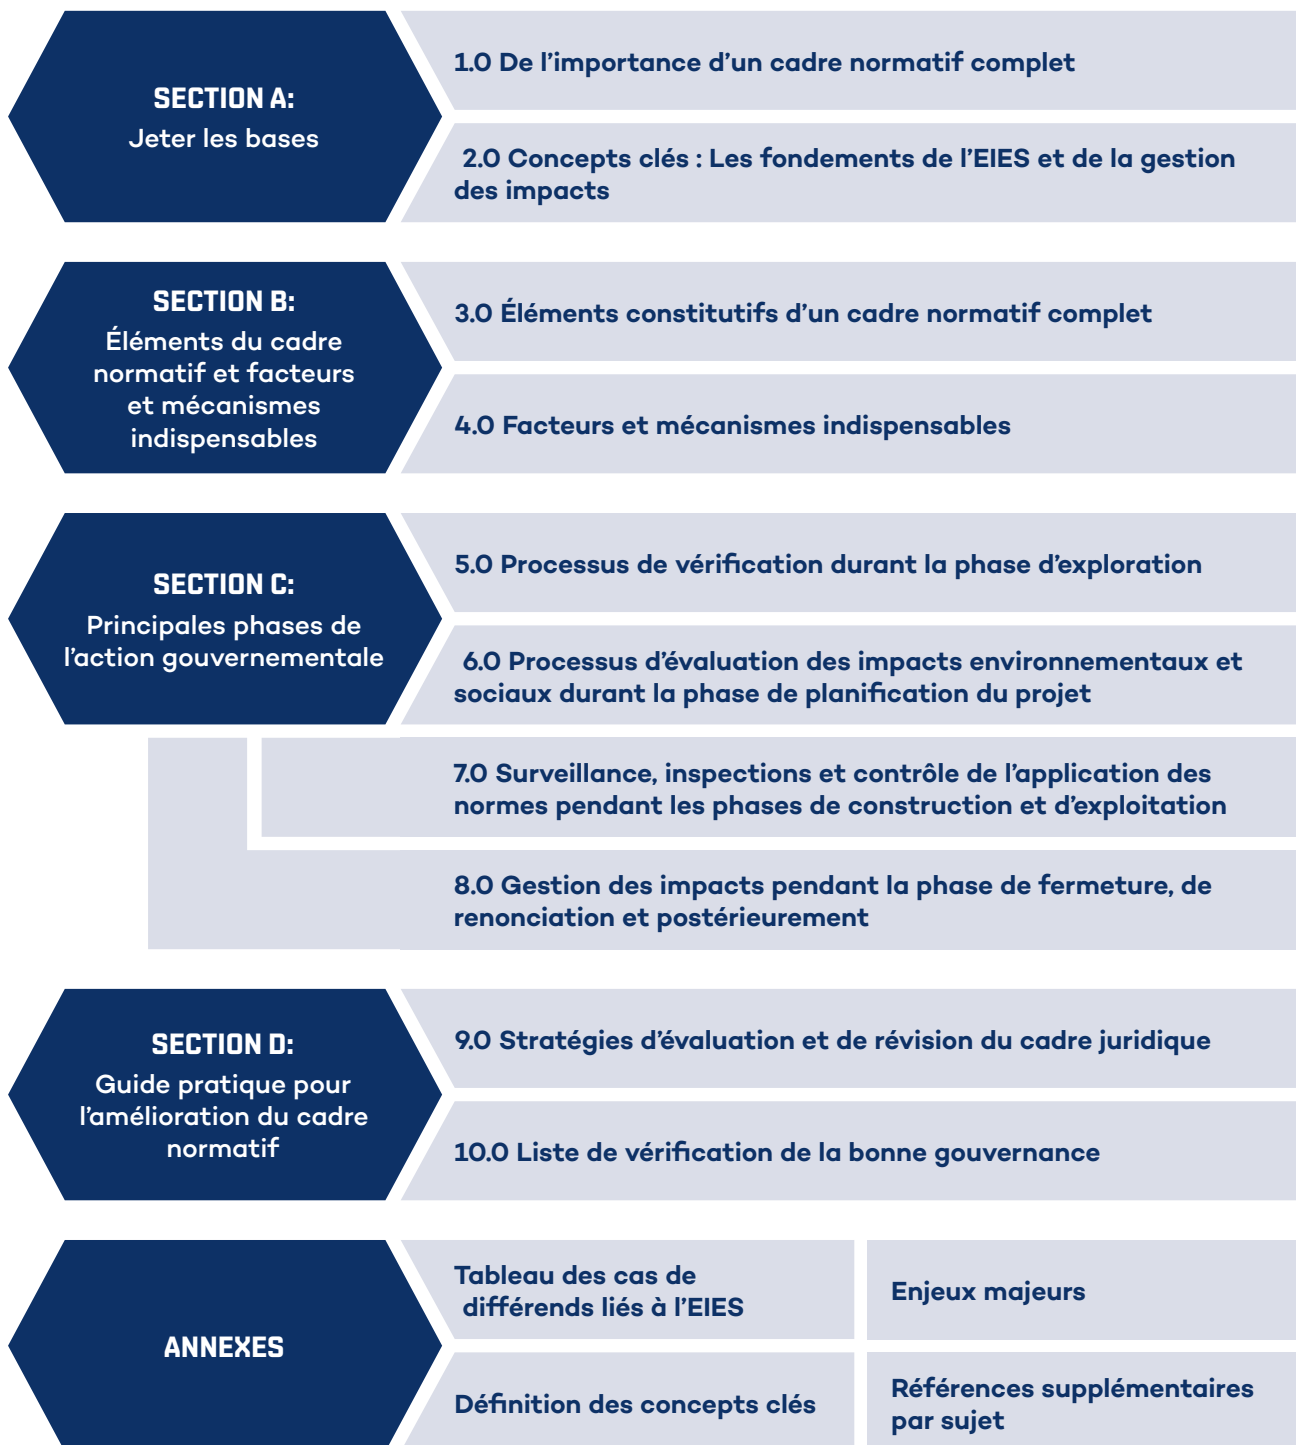 SECTION A:
Jeter les bases
1.0 De l’importance d’un cadre normatif complet
2.0 Concepts clés : Les fondements de l’EIES et de la gestion
des impacts
SECTION B:
Éléments du cadre
normatif et facteurs
et mécanismes
indispensables
3.0 Éléments constitutifs d’un cadre normatif complet
4.0 Facteurs et mécanismes indispensables
SECTION C:
Principales phases de
l’action gouvernementale
5.0 Processus de vérification durant la phase d’exploration
6.0 Processus d’évaluation des impacts environnementaux et
sociaux durant la phase de planification du projet
7.0 Surveillance, inspections et contrôle de l’application des
normes pendant les phases de construction et d’exploitation
8.0 Gestion des impacts pendant la phase de fermeture, de
renonciation et postérieurement
SECTION D:
Guide pratique pour
l’amélioration du cadre
normatif
9.0 Stratégies d’évaluation et de révision du cadre juridique
10.0 Liste de vérification de la bonne gouvernance
ANNEXES
Tableau des cas de
différends liés à l’EIES
Enjeux majeurs
Définition des concepts clés
Références supplémentaires
par sujet